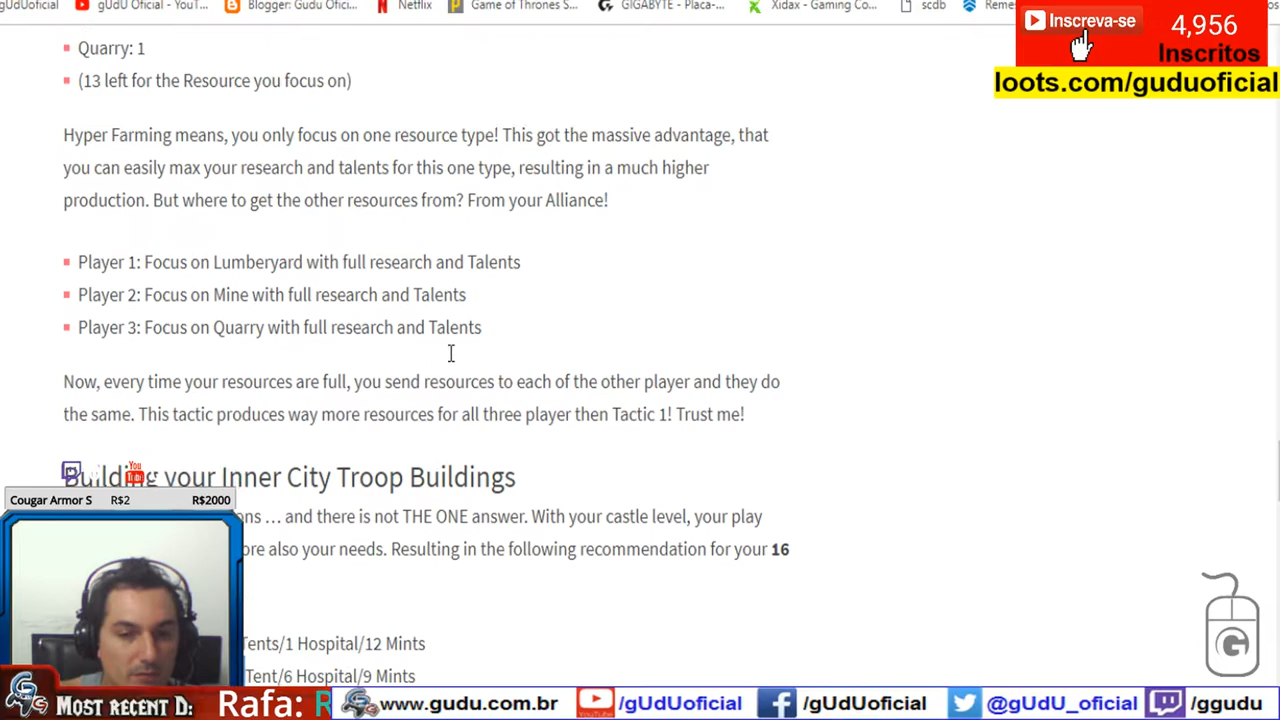 gUdUOficial
gUdU Oficial - YouT...
Blogger: Gudu Ofici...
Netflix
Game of Thrones S...
GIGABYTE - Placa-...
Xidax - Gaming Co...
scdb
Inscreva-se
4,956
Inscritos
loots.com/guduoficial
Quarry: 1
(13 left for the Resource you focus on)
Hyper Farming means, you only focus on one resource type! This got the massive advantage, that
you can easily max your research and talents for this one type, resulting in a much higher
production. But where to get the other resources from? From your Alliance!
Player 1: Focus on Lumberyard with full research and Talents
Player 2: Focus on Mine with full research and Talents
Player 3: Focus on Quarry with full research and Talents
Now, every time your resources are full, you send resources to each of the other player and they do
the same. This tactic produces way more resources for all three player then Tactic 1! Trust me!
Building your Inner City Troop Buildings
Cougar Armor S R$2 R$2000
... and there is not THE ONE answer. With your castle level, your play
also your needs. Resulting in the following recommendation for your 16
Tents/1 Hospital/12 Mints
Tent/6 Hospital/9 Mints
Most recent D: Rafa:
www.gudu.com.br
/gUdUoficial
/gUdUoficial
@gUdU_oficial
/ggudu